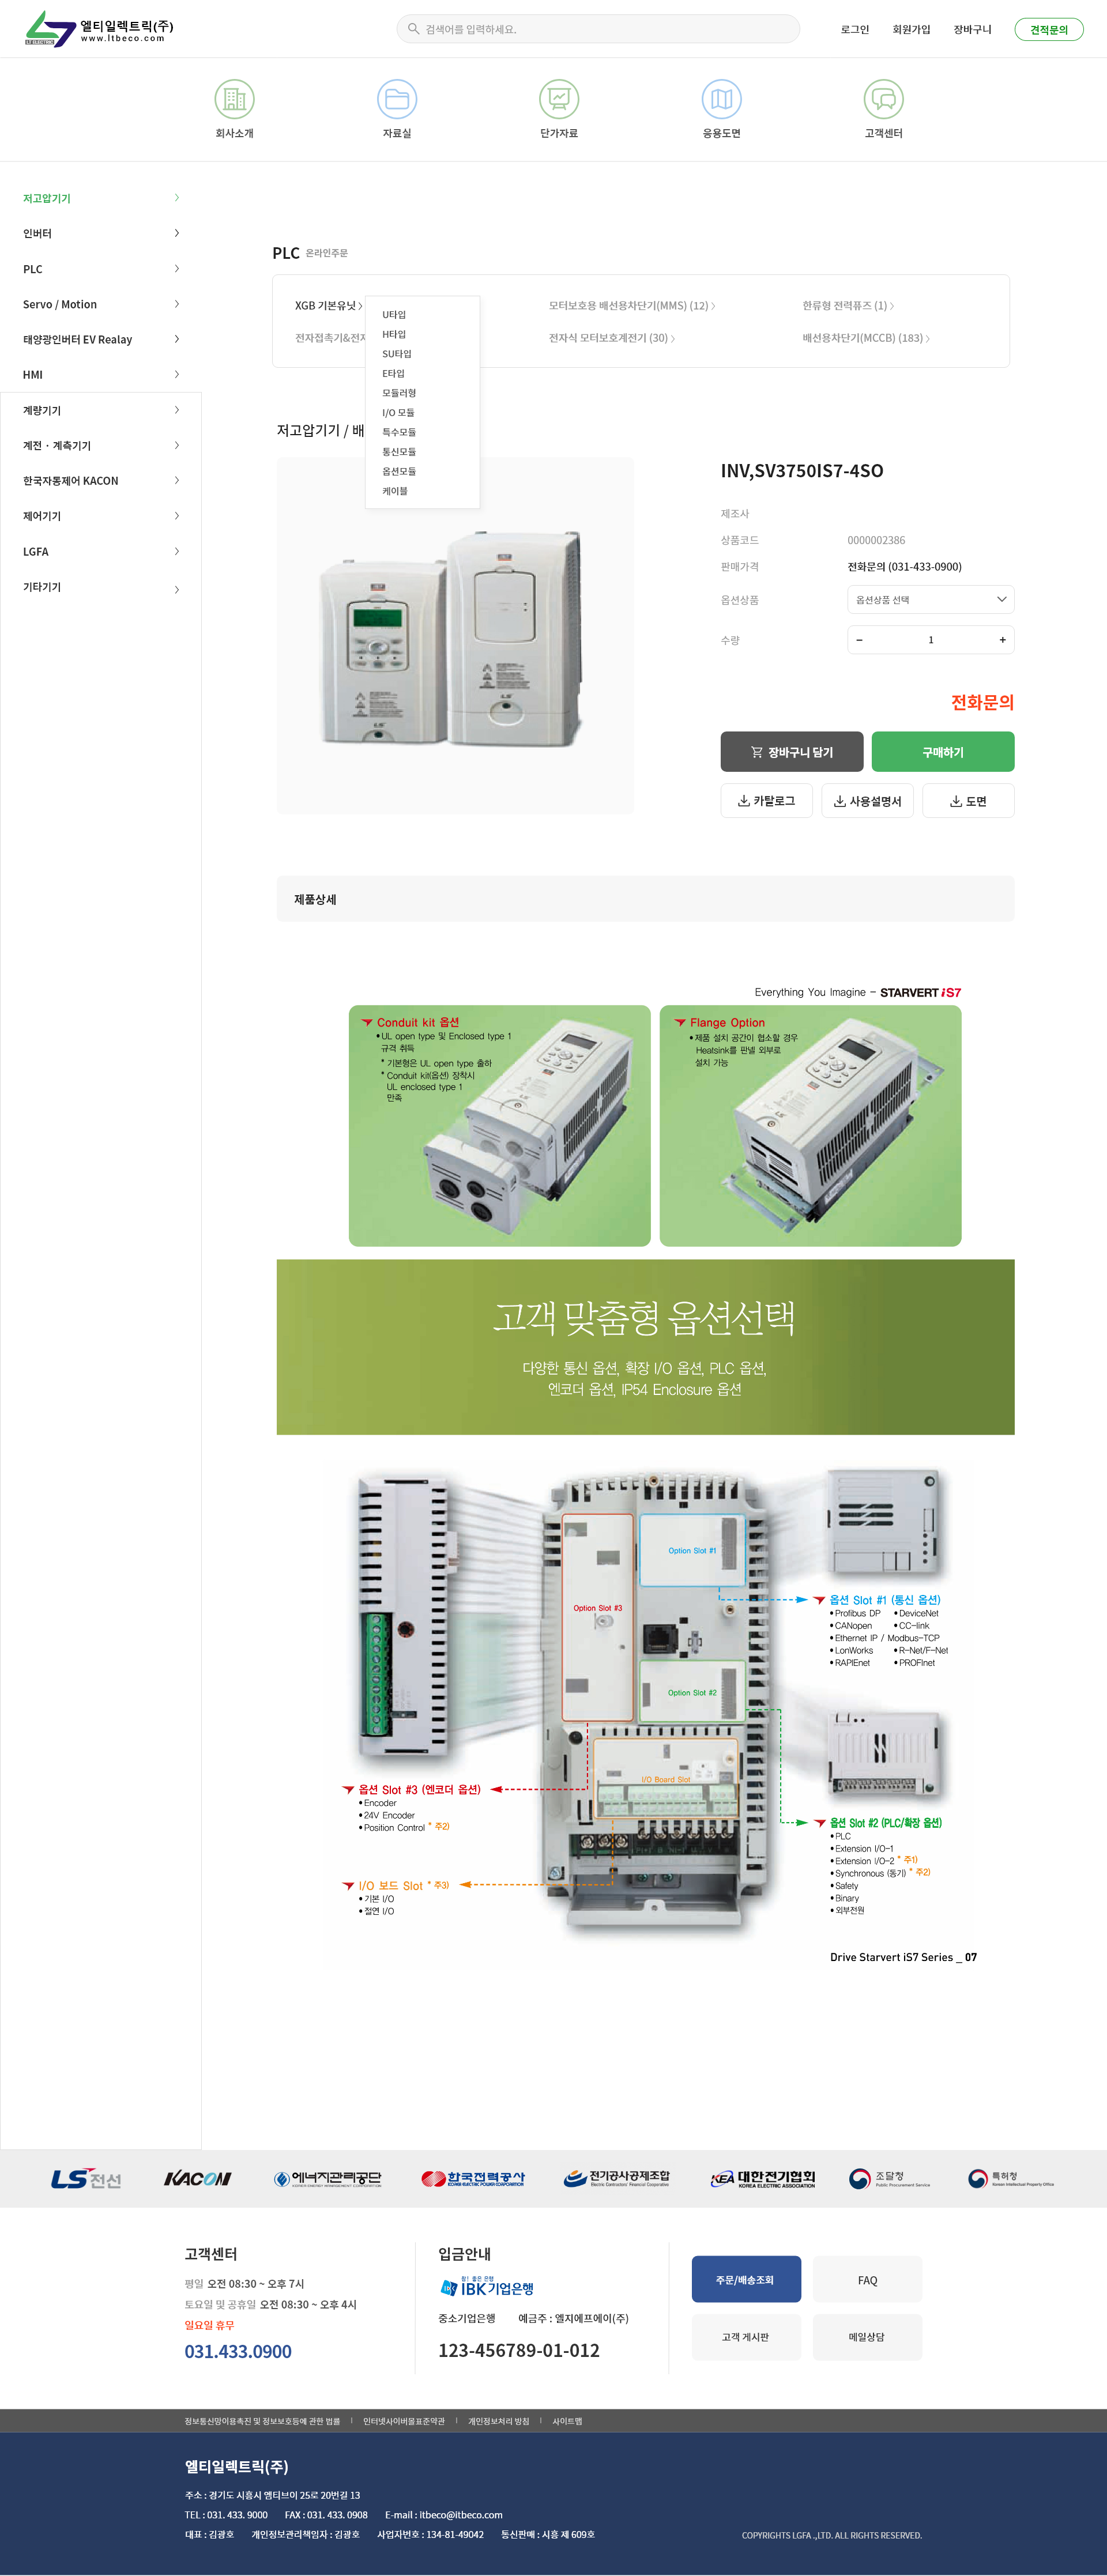 엘티일렉트릭(주)
www.ltbeco.com
LT ELECTRIC
검색어를 입력하세요.
로그인
회원가입
장바구니
견적문의
회사소개
자료실
단가자료
응용도면
고객센터
저고압기기
인버터
PLC
Servo / Motion
태양광인버터 EV Realay
HMI
계량기기
계전 · 계측기기
한국자동제어 KACON
제어기기
LGFA
기타기기
PLC 온라인주문
XGB 기본유닛
모터보호용 배선용차단기(MMS) (12)
한류형 전력퓨즈 (1)
전자접촉기&전자
전자식 모터보호계전기 (30)
배선용차단기(MCCB) (183)
U타입
H타입
SU타입
E타입
모듈러형
I/O 모듈
특수모듈
통신모듈
옵션모듈
케이블
저고압기기 / 배
INV,SV3750IS7-4SO
제조사
상품코드 0000002386
판매가격 전화문의 (031-433-0900)
옵션상품 옵션상품 선택
수량 − 1 +
전화문의
장바구니 담기
구매하기
카탈로그
사용설명서
도면
제품상세
Everything You Imagine - STARVERT iS7
Conduit kit 옵션
•UL open type 및 Enclosed type 1
규격 취득
* 기본형은 UL open type 출하
* Conduit kit(옵션) 장착시
UL enclosed type 1
만족
Flange Option
•제품 설치 공간이 협소할 경우
Heatsink를 판넬 외부로
설치 가능
고객 맞춤형 옵션선택
다양한 통신 옵션, 확장 I/O 옵션, PLC 옵션,
엔코더 옵션, IP54 Enclosure 옵션
Option Slot #1
Option Slot #3
Option Slot #2
I/O Board Slot
옵션 Slot #1 (통신 옵션)
•Profibus DP •DeviceNet
•CANopen •CC-link
•Ethernet IP / Modbus-TCP
•LonWorks •R-Net/F-Net
•RAPIEnet •PROFInet
옵션 Slot #3 (엔코더 옵션)
•Encoder
•24V Encoder
•Position Control * 주2)
옵션 Slot #2 (PLC/확장 옵션)
•PLC
•Extension I/O-1
•Extension I/O-2 * 주1)
•Synchronous (동기) * 주2)
•Safety
•Binary
•외부전원
I/O 보드 Slot * 주3)
•기본 I/O
•절연 I/O
Drive Starvert iS7 Series _ 07
LS전선
KACON
에너지관리공단
KOREA ENERGY MANAGEMENT CORPORATION
한국전력공사
KOREA ELECTRIC POWER CORPORATION
전기공사공제조합
Electric Contractors' Financial Cooperative
KEA 대한전기협회
KOREA ELECTRIC ASSOCIATION
조달청
Public Procurement Service
특허청
Korean Intellectual Property Office
고객센터
평일 오전 08:30 ~ 오후 7시
토요일 및 공휴일 오전 08:30 ~ 오후 4시
일요일 휴무
031.433.0900
입금안내
참! 좋은 은행
IBK기업은행
중소기업은행 예금주 : 엘지에프에이(주)
123-456789-01-012
주문/배송조회
FAQ
고객 게시판
메일상담
정보통신망이용촉진 및 정보보호등에 관한 법률
인터넷사이버몰표준약관
개인정보처리 방침
사이트맵
엘티일렉트릭(주)
주소 : 경기도 시흥시 엠티브이 25로 20번길 13
TEL : 031. 433. 9000 FAX : 031. 433. 0908 E-mail : itbeco@itbeco.com
대표 : 김광호 개인정보관리책임자 : 김광호 사업자번호 : 134-81-49042 통신판매 : 시흥 제 609호
COPYRIGHTS LGFA .,LTD. ALL RIGHTS RESERVED.